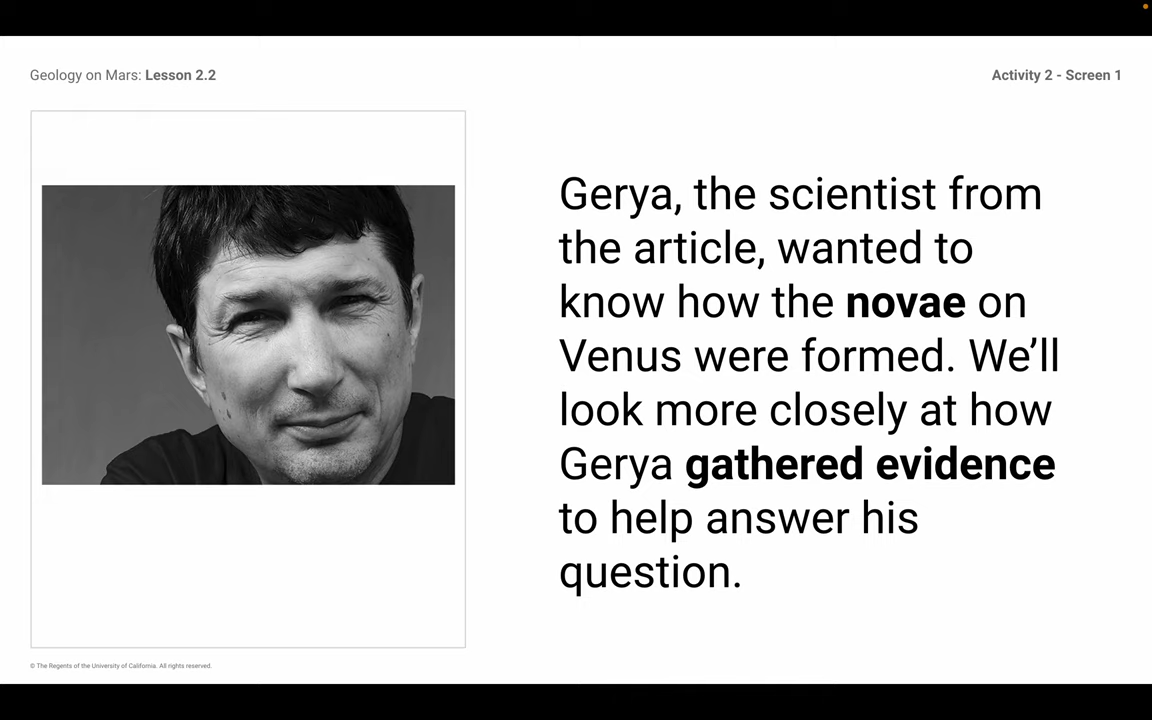 Geology on Mars: Lesson 2.2
Activity 2 - Screen 1
Gerya, the scientist from
the article, wanted to
know how the novae on
Venus were formed. We’ll
look more closely at how
Gerya gathered evidence
to help answer his
question.
© The Regents of the University of California. All rights reserved.